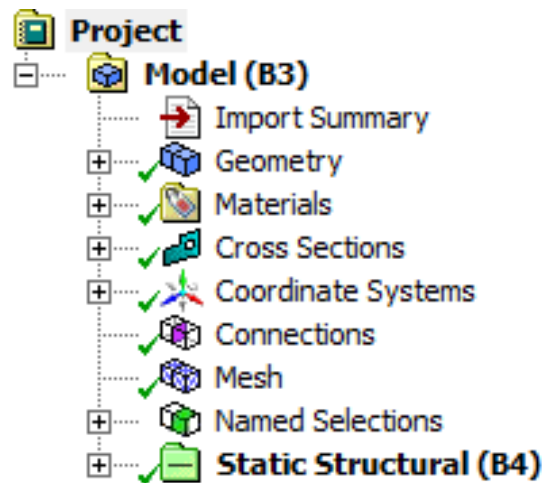 Project
Model (B3)
Import Summary
Geometry
Materials
Cross Sections
Coordinate Systems
Connections
Mesh
Named Selections
Static Structural (B4)